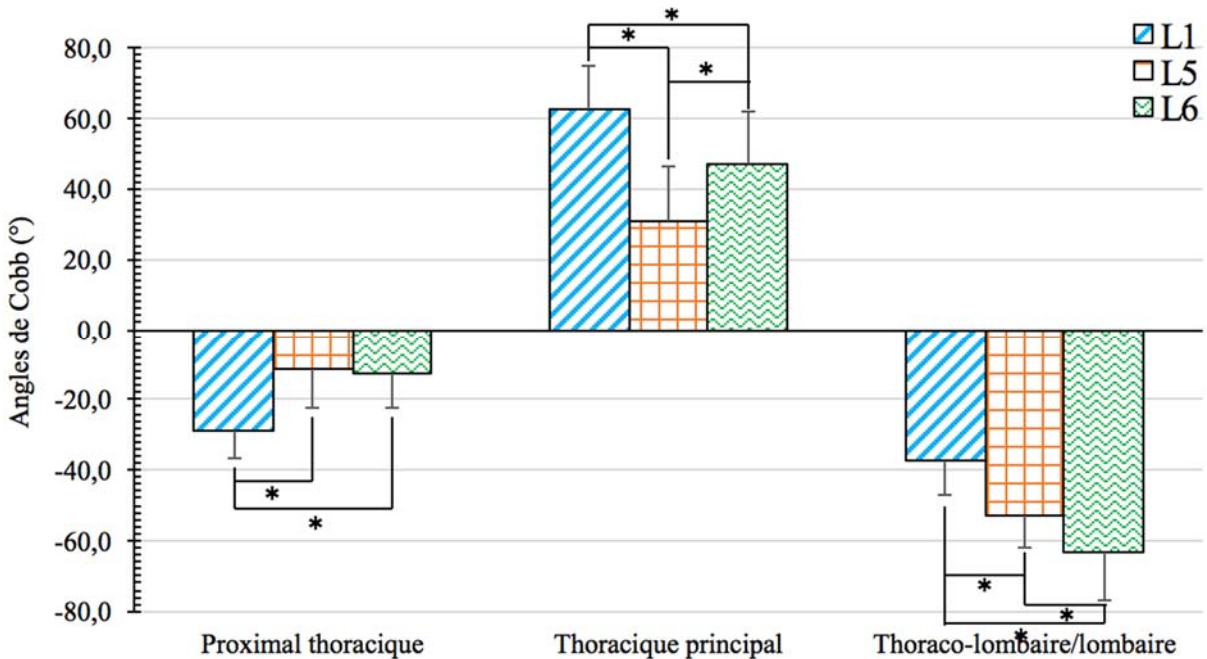 L1
L5
L6
80,0
60,0
40,0
20,0
0,0
-20,0
-40,0
-60,0
-80,0
Angles de Cobb (°)
*
*
*
*
*
*
*
*
Proximal thoracique
Thoracique principal
Thoraco-lombaire/lombaire